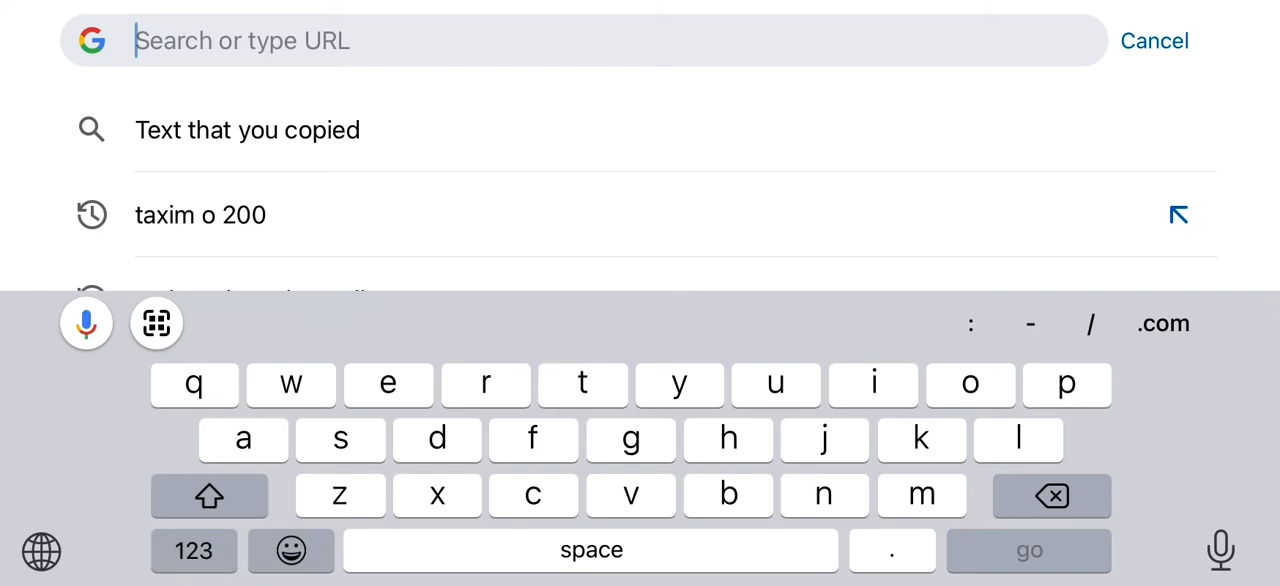 Search or type URL
Cancel
Text that you copied
taxim o 200
: - / .com
q w e r t y u i o p
a s d f g h j k l
z x c v b n m
123 space . go